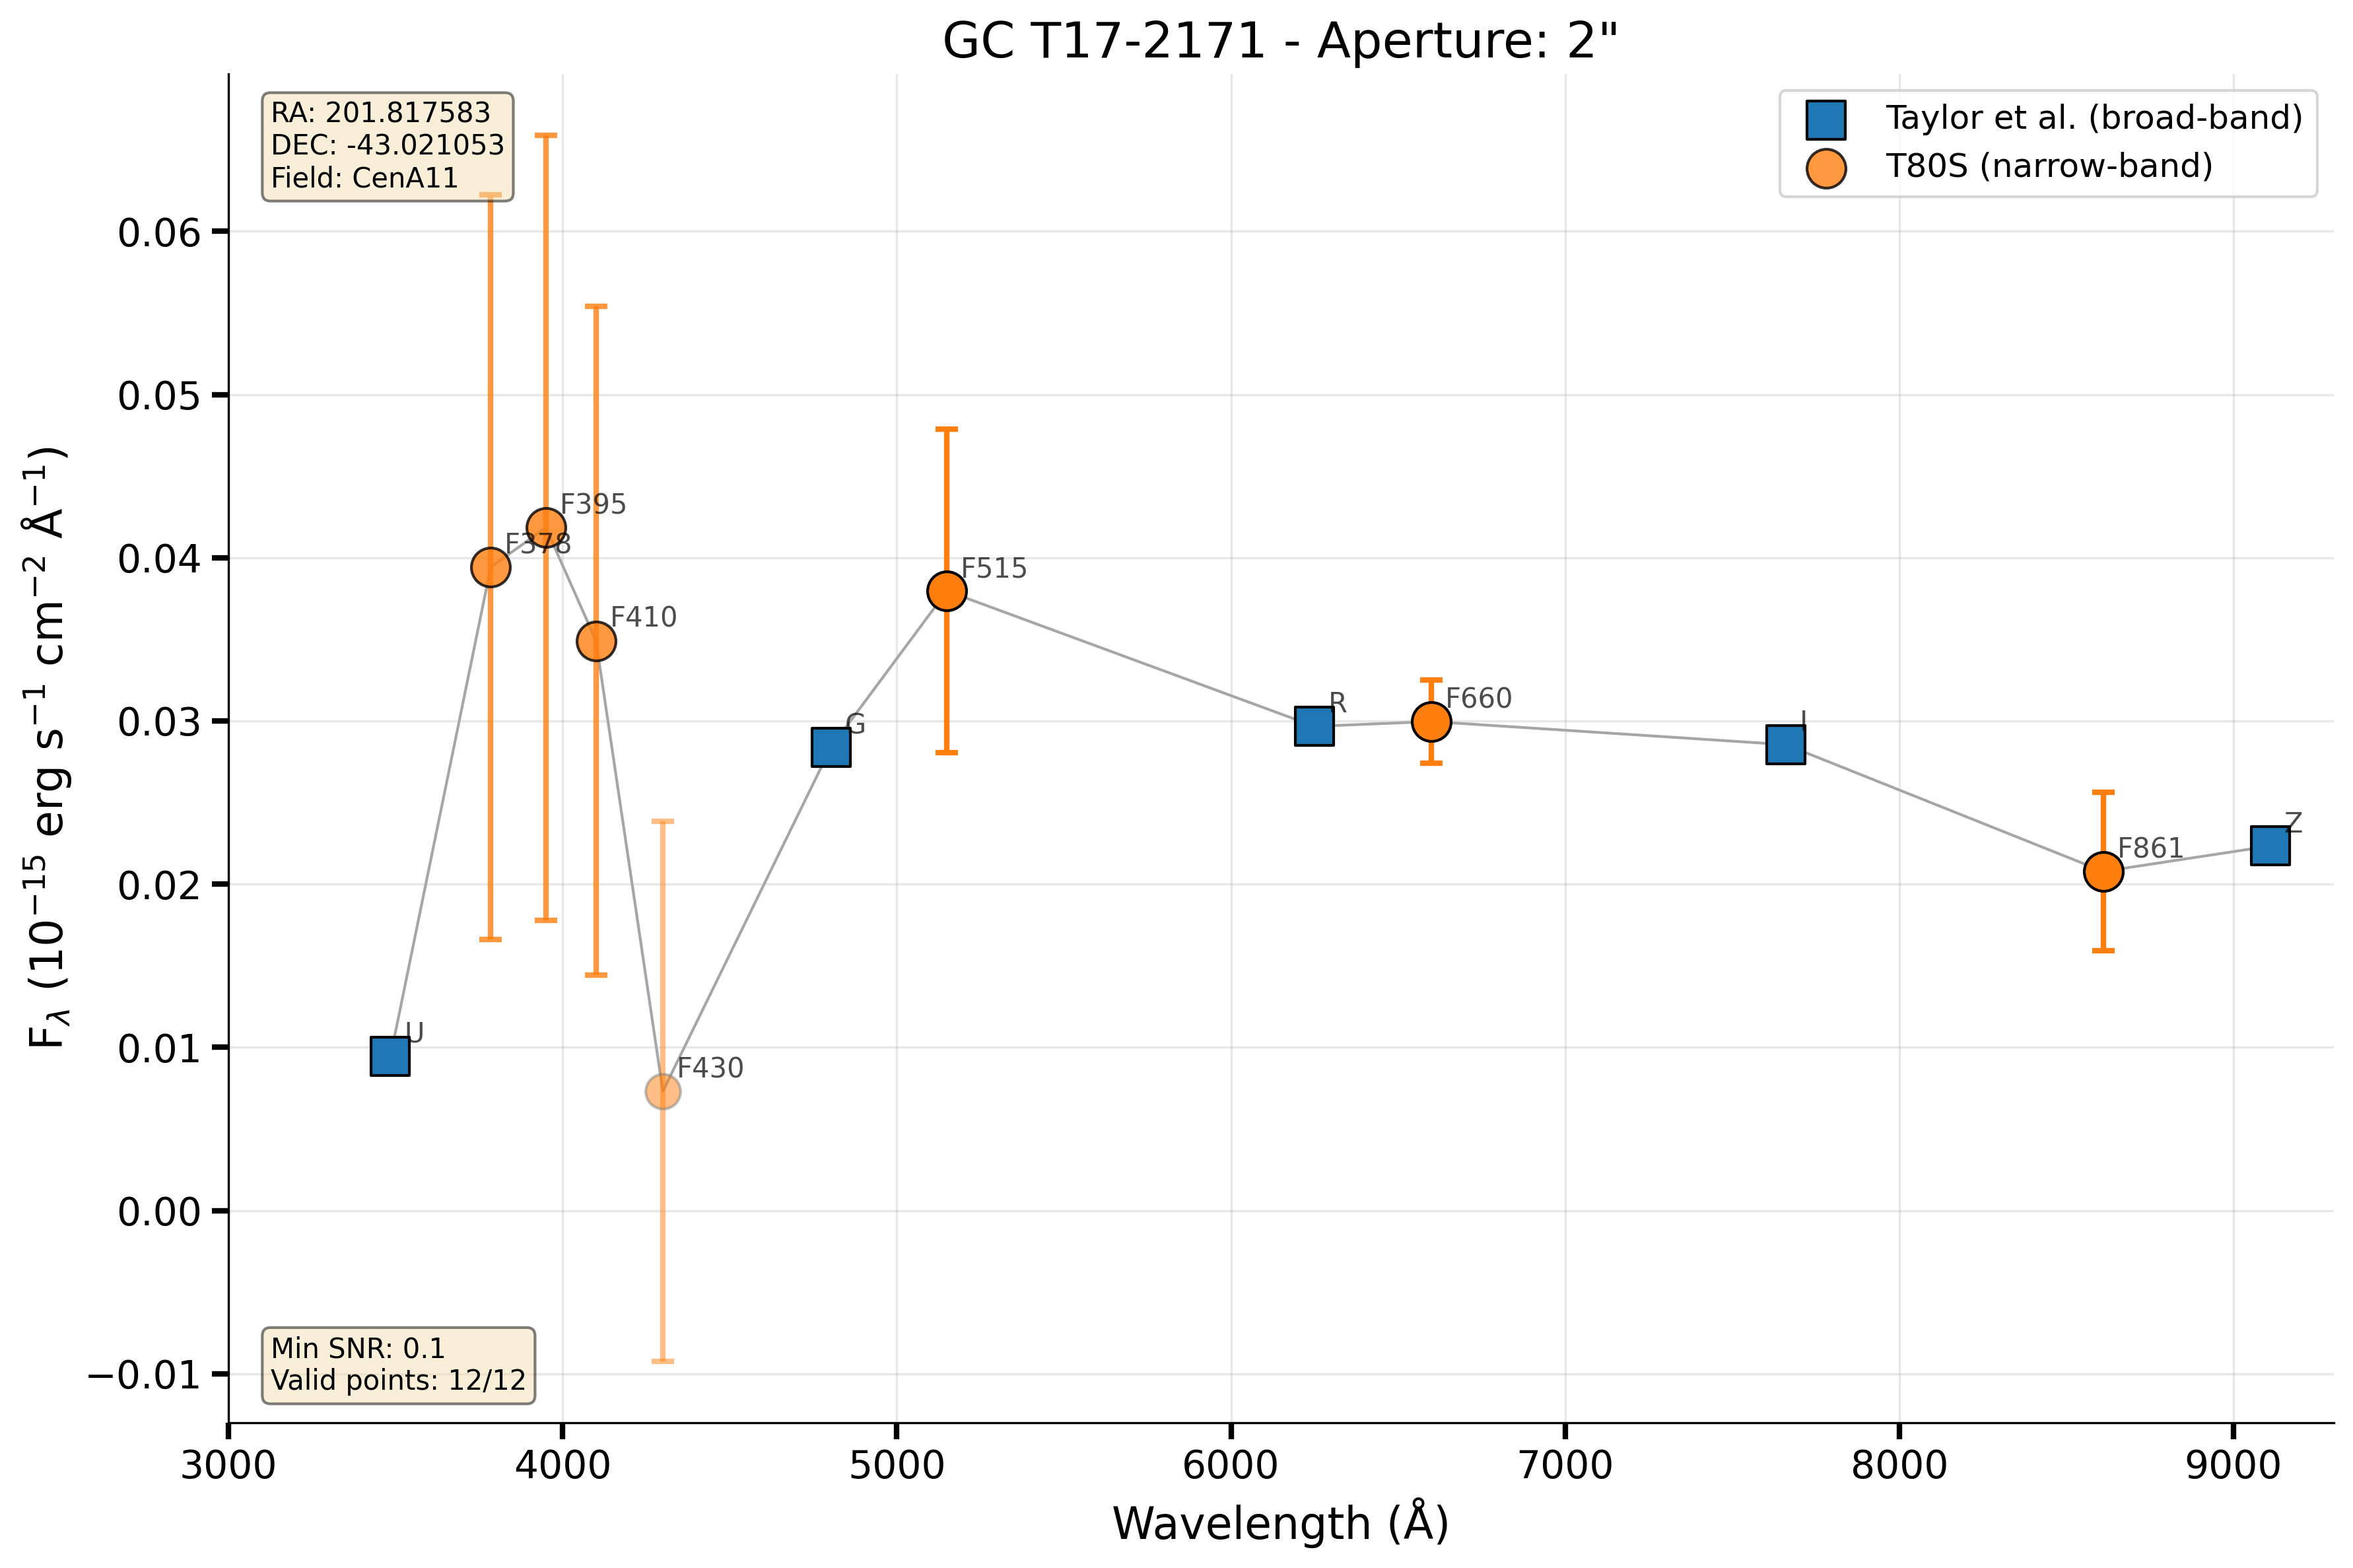 GC T17-2171 - Aperture: 2"
RA: 201.817583
DEC: -43.021053
Field: CenA11
Taylor et al. (broad-band)
T80S (narrow-band)
0.06
0.05
0.04
0.03
0.02
0.01
0.00
−0.01
F$_{λ}$ (10$^{−15}$ erg s$^{−1}$ cm$^{−2}$ Å$^{−1}$)
U
F378
F395
F410
F430
G
F515
R
F660
I
F861
Z
Min SNR: 0.1
Valid points: 12/12
3000 4000 5000 6000 7000 8000 9000
Wavelength (Å)